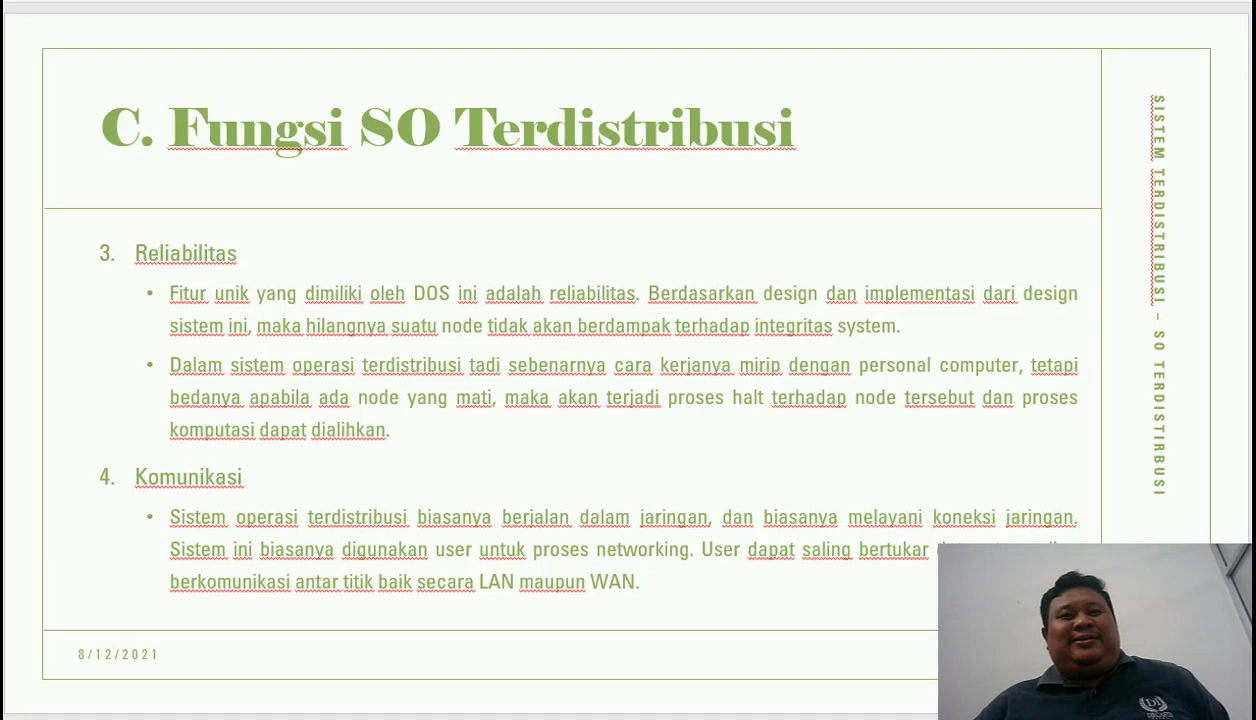 C. Fungsi SO Terdistribusi
3. Reliabilitas
• Fitur unik yang dimiliki oleh DOS ini adalah reliabilitas. Berdasarkan design dan implementasi dari design
sistem ini, maka hilangnya suatu node tidak akan berdampak terhadap integritas system.
• Dalam sistem operasi terdistribusi tadi sebenarnya cara kerjanya mirip dengan personal computer, tetapi
bedanya apabila ada node yang mati, maka akan terjadi proses halt terhadap node tersebut dan proses
komputasi dapat dialihkan.
4. Komunikasi
• Sistem operasi terdistribusi biasanya berjalan dalam jaringan, dan biasanya melayani koneksi jaringan.
Sistem ini biasanya digunakan user untuk proses networking. User dapat saling bertukar
berkomunikasi antar titik baik secara LAN maupun WAN.
8/12/2021
SISTEM TERDISTRIBUSI – SO TERDISTIRBUSI